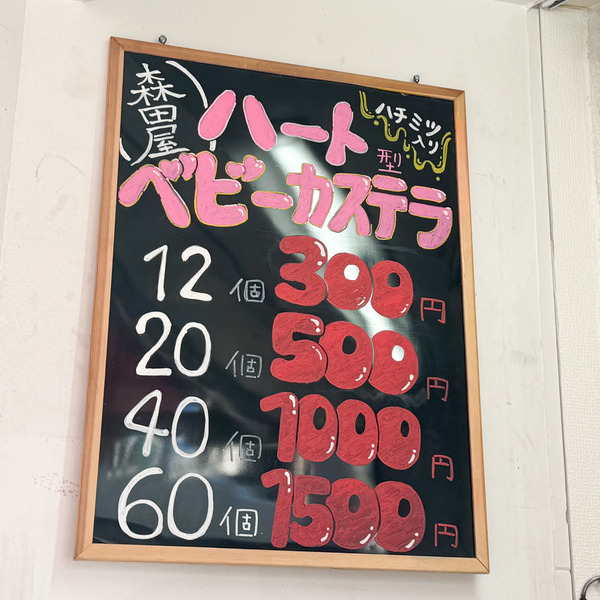 森田屋
ハート型
ハチミツ入り
ベビーカステラ
12個 300円
20個 500円
40個 1000円
60個 1500円